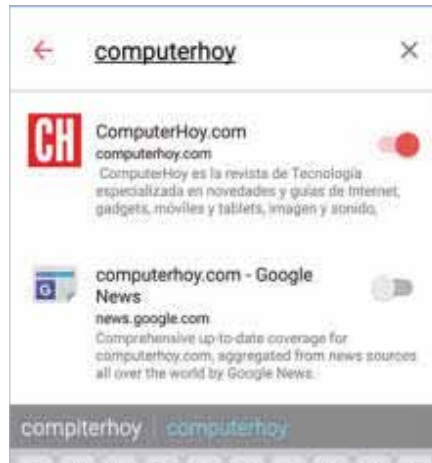 computerhoy
CH
ComputerHoy.com
computerhoy.com
ComputerHoy es la revista de Tecnología
especializada en novedades y guías de Internet,
gadgets, móviles y tablets, imagen y sonido,
computerhoy.com - Google
News
news.google.com
Comprehensive up-to-date coverage for
computerhoy.com, aggregated from news sources
all over the world by Google News.
G
compiterhoy computerhoy